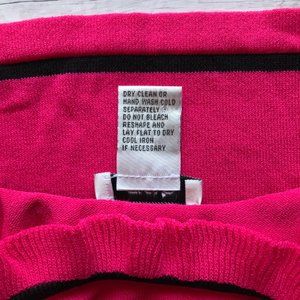 DRY CLEAN OR
HAND WASH COLD
SEPARATELY
DO NOT BLEACH
RESHAPE AND
LAY FLAT TO DRY
COOL IRON
IF NECESSARY